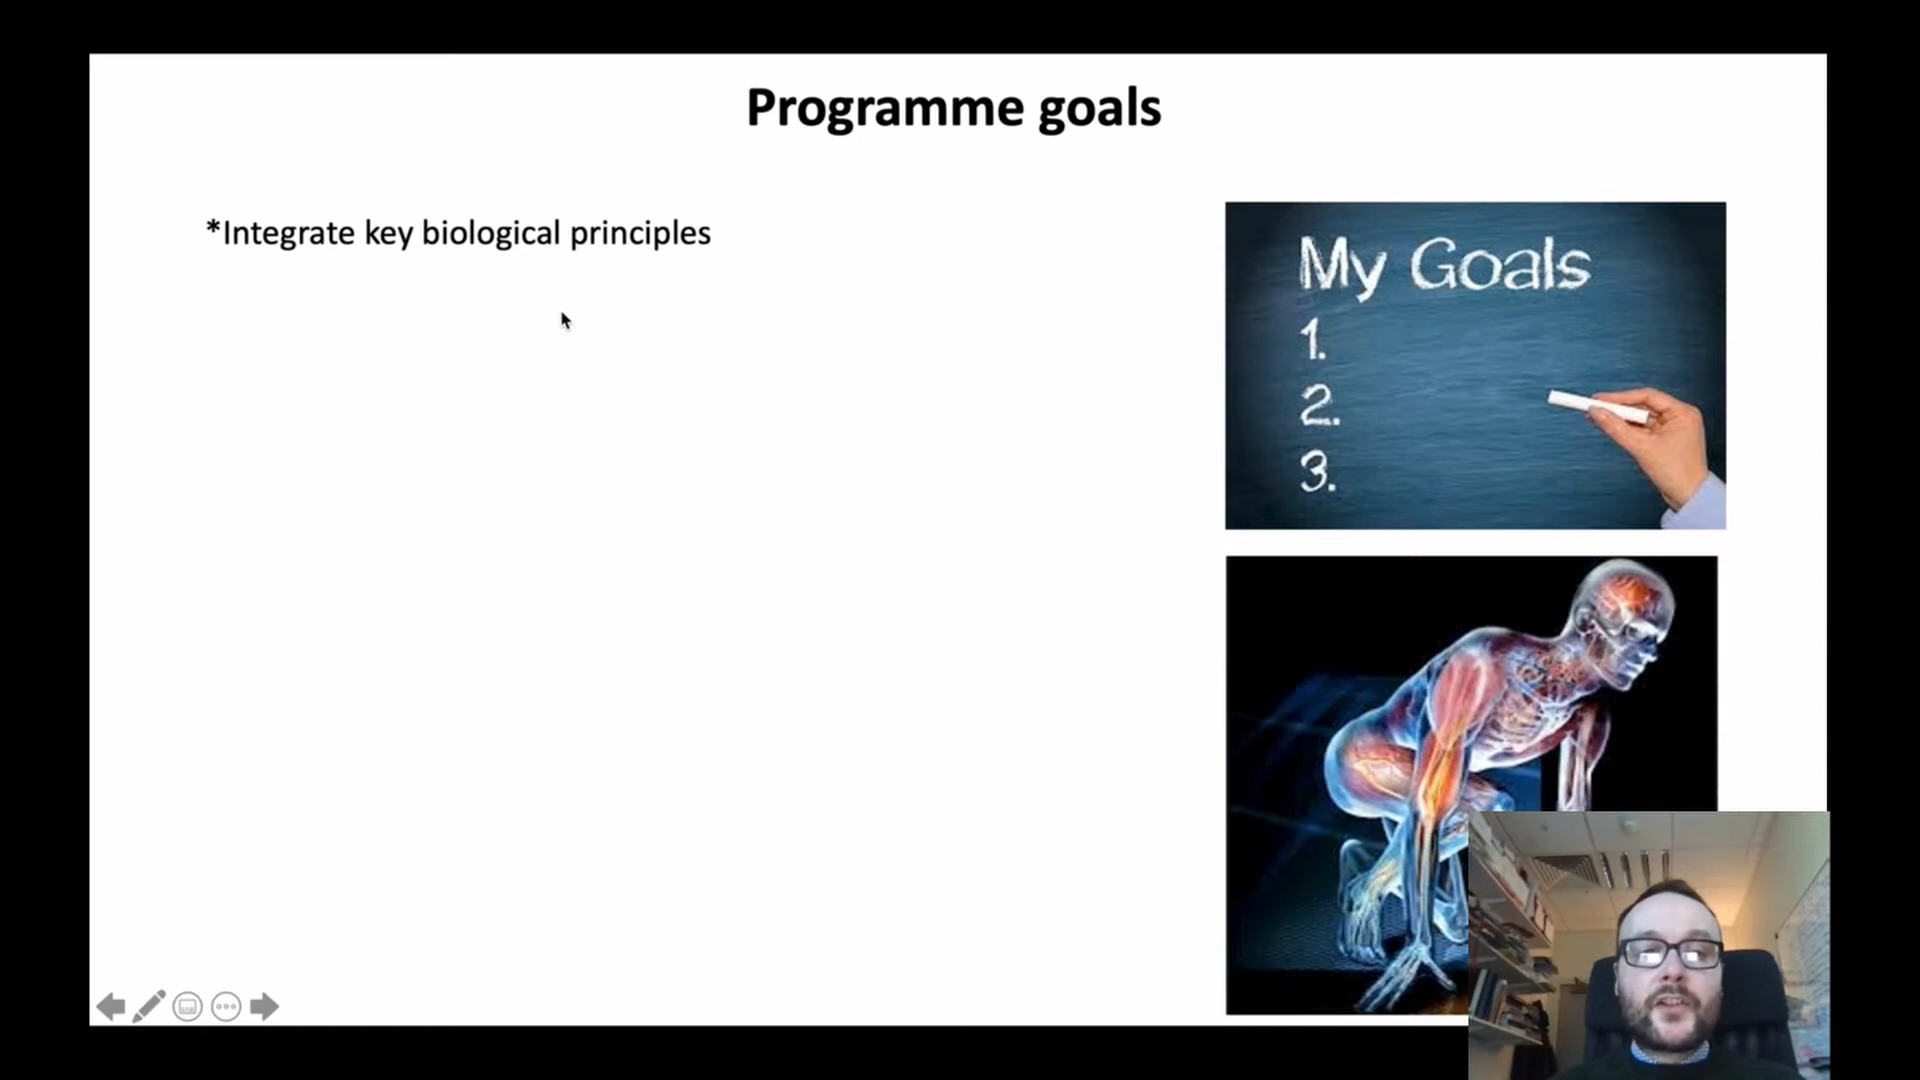 Programme goals
*Integrate key biological principles
My Goals
1.
2.
3.